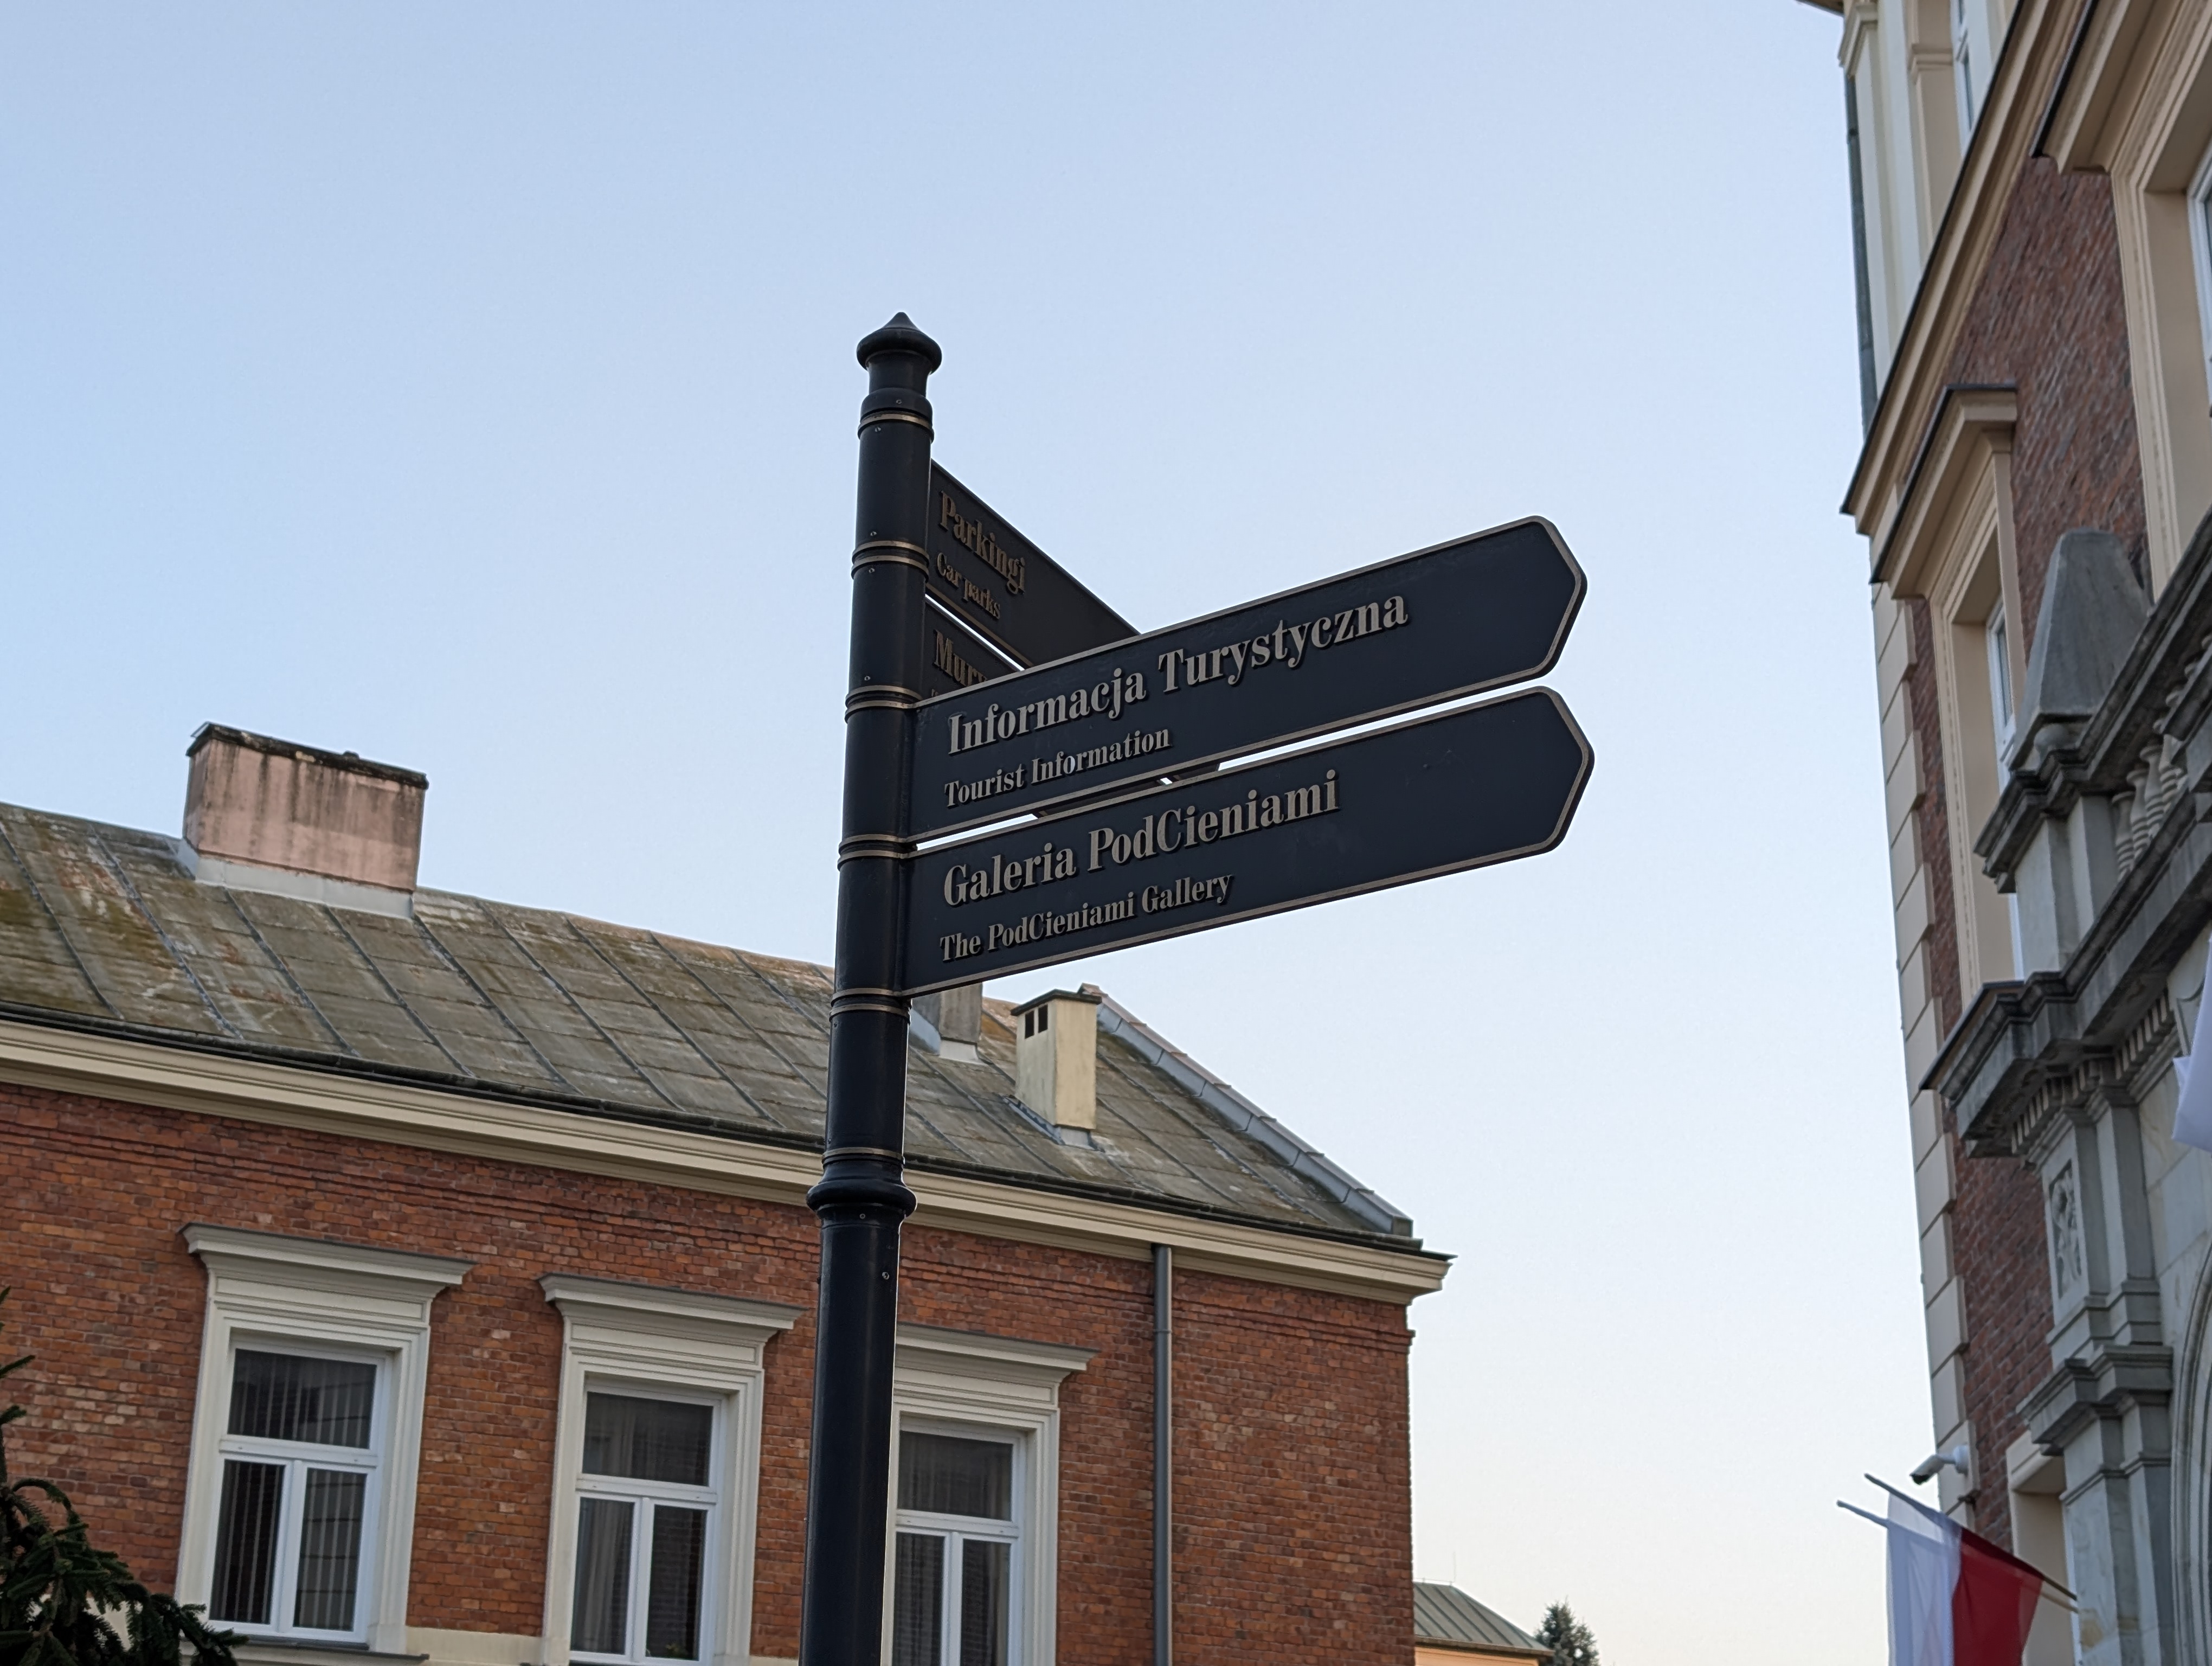 Parkingi
Car parks
Informacja Turystyczna
Tourist Information
Galeria PodCieniami
The PodCieniami Gallery